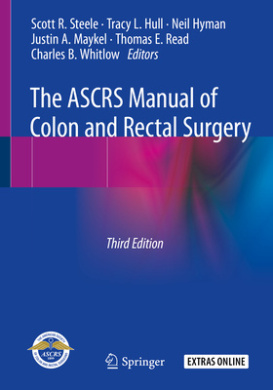 Scott R. Steele · Tracy L. Hull · Neil Hyman
Justin A. Maykel · Thomas E. Read
Charles B. Whitlow Editors
The ASCRS Manual of
Colon and Rectal Surgery
Third Edition
ASCRS
Springer
EXTRAS ONLINE